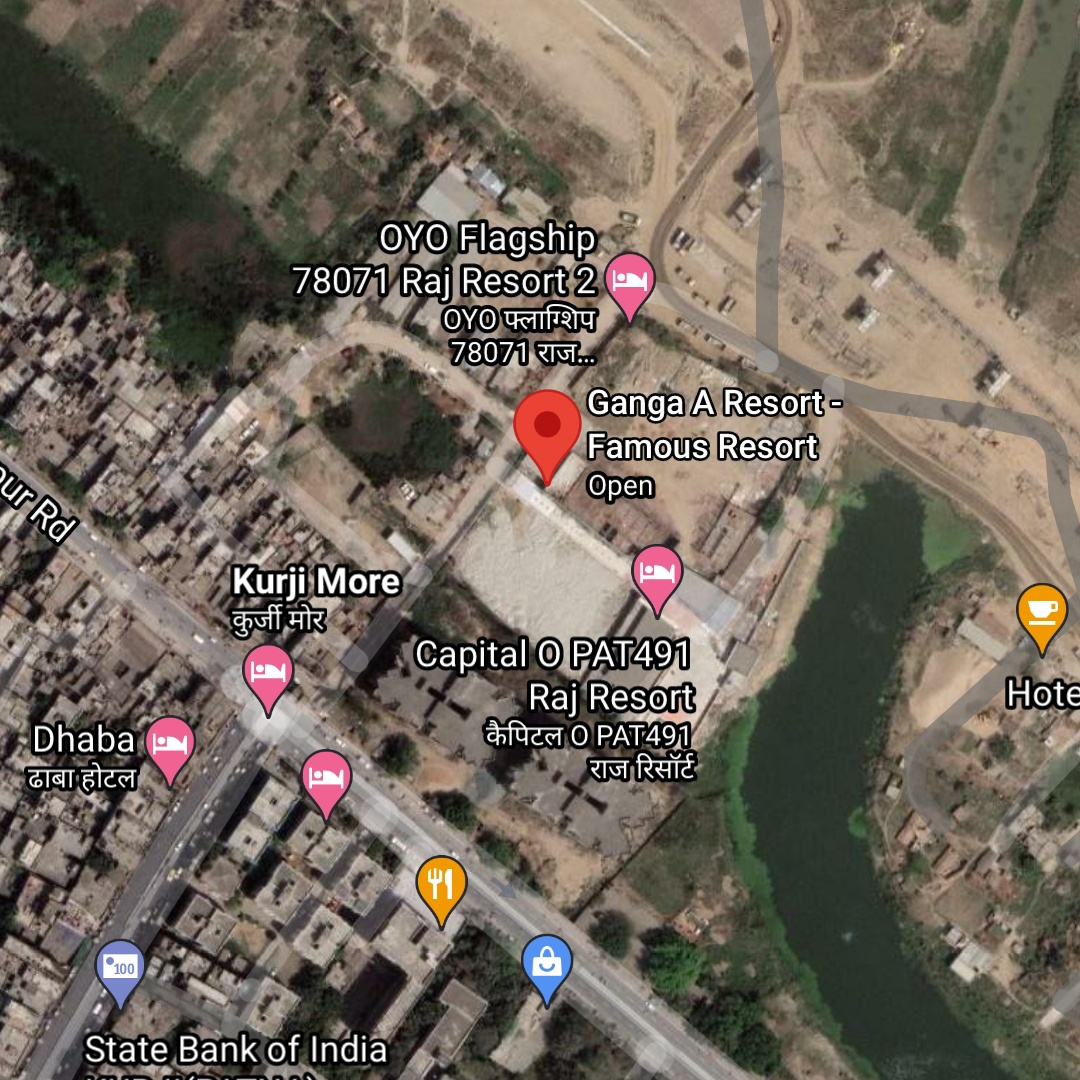 OYO Flagship
78071 Raj Resort 2
OYO फ्लागशिप
78071 राज...
Ganga A Resort -
Famous Resort
Open
our Rd
Kurji More
कुर्जी मोर
Capital O PAT491
Raj Resort
कैपिटल O PAT491
राज रिसॉर्ट
Hote
Dhaba
ढाबा होटल
100
State Bank of India